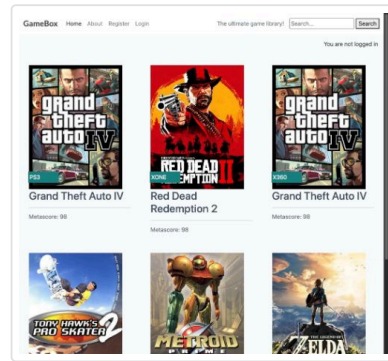 GameBox Home About Register Login The ultimate game library! Search... Search
You are not logged in
grand theft auto IV
PS3
RED DEAD REDEMPTION II
XONE
grand theft auto IV
X360
Grand Theft Auto IV
Red Dead Redemption 2
Grand Theft Auto IV
Metascore: 98
Metascore: 98
Metascore: 98
TONY HAWK'S PRO SKATER 2
METROID PRIME
THE LEGEND OF ZELDA